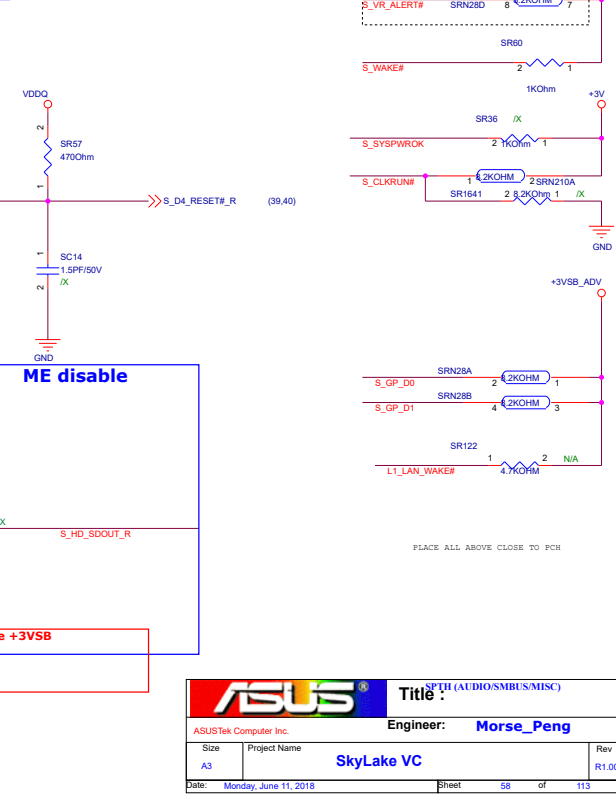 S_VR_ALERT#
SRN28D
8
8.2KOHM
7
SR60
S_WAKE#
2
1
1KOhm
VDDQ
+3V
2
SR57
470Ohm
1
SR36 /X
S_SYSPWROK
2 1KOhm 1
S_CLKRUN#
1 8.2KOHM 2 SRN210A
SR1641 2 8.2KOhm 1 /X
S_D4_RESET#_R (39,40)
GND
1
SC14
1.5PF/50V
/X
2
GND
+3VSB_ADV
ME disable
SRN28A
S_GP_D0
2 8.2KOHM 1
SRN28B
S_GP_D1
4 8.2KOHM 3
SR122
1 2 N/A
L1_LAN_WAKE#
4.7KOHM
X
S_HD_SDOUT_R
PLACE ALL ABOVE CLOSE TO PCH
e +3VSB
ASUS®
Title : SPTH (AUDIO/SMBUS/MISC)
ASUSTek Computer Inc.
Engineer: Morse_Peng
Size
A3
Project Name
SkyLake VC
Rev
R1.00
Date: Monday, June 11, 2018
Sheet 58 of 113